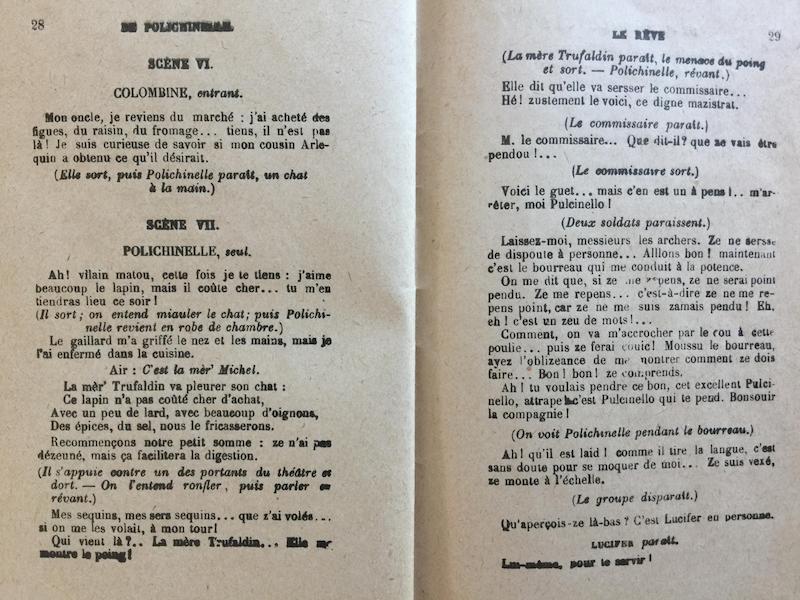 28
DE POLICHINELLE.
SCÈNE VI.
COLOMBINE, entrant.
Mon oncle, je reviens du marché : j'ai acheté des
figues, du raisin, du fromage... tiens, il n'est pas
là ! Je suis curieuse de savoir si mon cousin Arle-
quin a obtenu ce qu'il désirait.
(Elle sort, puis Polichinelle paraît, un chat
à la main.)
SCÈNE VII.
POLICHINELLE, seul.
Ah! vilain matou, cette fois je te tiens : j'aime
beaucoup le lapin, mais il coûte cher... tu m'en
tiendras lieu ce soir !
(Il sort ; on entend miauler le chat; puis Polichi-
nelle revient en robe de chambre.)
Le gaillard m'a griffé le nez et les mains, mais je
l'ai enfermé dans la cuisine.
Air : C'est la mèr' Michel.
La mèr' Trufaldin va pleurer son chat :
Ce lapin n'a pas coûté cher d'achat,
Avec un peu de lard, avec beaucoup d'oignons,
Des épices, du sel, nous le fricasserons.
Recommençons notre petit somme : ze n'ai pas
dézeuné, mais ça facilitera la digestion.
(Il s'appuie contre un des portants du théâtre et
dort. — On l'entend ronfler, puis parler en
rêvant.)
Mes sequins, mes sers sequins... que z'ai volés...
si on me les volait, à mon tour!
Qui vient là ?.. La mère Trufaldin... Elle me
montre le poing!
LE RÊVE
29
(La mère Trufaldin paraît, le menace du poing
et sort. — Polichinelle, rêvant.)
Elle dit qu'elle va sersser le commissaire...
Hé! zustement le voici, ce digne mazistrat.
(Le commissaire paraît.)
M. le commissaire... Que dit-il? que ze vais être
pendou !...
(Le commissaire sort.)
Voici le guet... mais c'en est un à pens !.. m'ar-
rêter, moi Pulcinello !
(Deux soldats paraissent.)
Laissez-moi, messieurs les archers. Ze ne sersse
de dispoute à personne... Alllons bon ! maintenant
c'est le bourreau qui me conduit à la potence.
On me dit que, si ze me repens, ze ne serai point
pendu. Ze me repens... c'est-à-dire ze ne me re-
pens point, car ze ne me suis zamais pendu ! Eh,
eh ! c'est un zeu de mots !...
Comment, on va m'accrocher par le cou à cette
poulie... puis ze ferai couic! Moussu le bourreau,
ayez l'oblizeance de me montrer comment ze dois
faire... Bon ! bon ! ze comprends.
Ah ! tu voulais pendre ce bon, cet excellent Pulci-
nello, attrape c'est Pulcinello qui te pend. Bonsouir
la compagnie !
(On voit Polichinelle pendant le bourreau.)
Ah ! qu'il est laid ! comme il tire la langue, c'est
sans doute pour se moquer de moi... Ze suis vexé,
ze monte à l'échelle.
(Le groupe disparaît.)
Qu'aperçois-ze là-bas ? C'est Lucifer en personne.
LUCIFER paraît.
Lui-même, pour te servir !